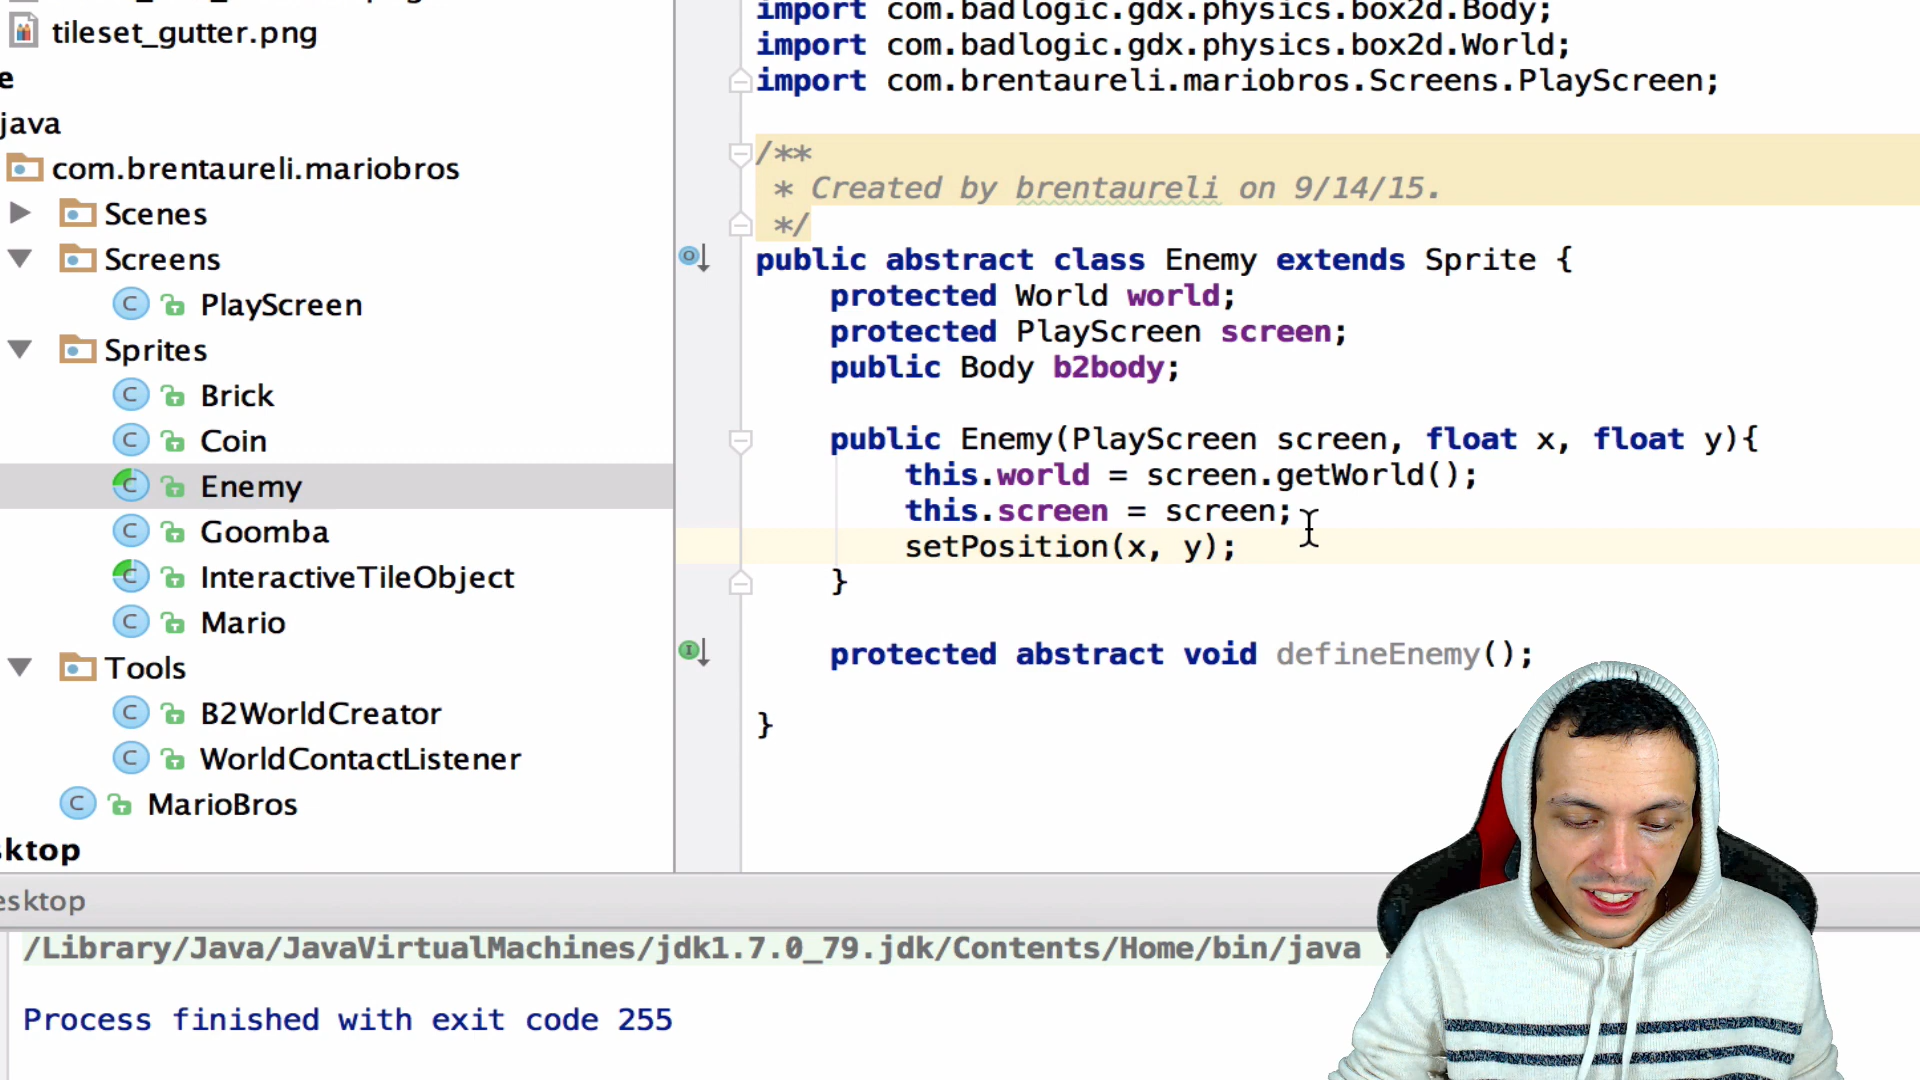 tileset_gutter.png
e
java
com.brentaureli.mariobros
Scenes
Screens
PlayScreen
Sprites
Brick
Coin
Enemy
Goomba
InteractiveTileObject
Mario
Tools
B2WorldCreator
WorldContactListener
MarioBros
sktop
import com.badlogic.gdx.physics.box2d.Body;
import com.badlogic.gdx.physics.box2d.World;
import com.brentaureli.mariobros.Screens.PlayScreen;
/**
* Created by brentaureli on 9/14/15.
*/
public abstract class Enemy extends Sprite {
protected World world;
protected PlayScreen screen;
public Body b2body;
public Enemy(PlayScreen screen, float x, float y){
this.world = screen.getWorld();
this.screen = screen;
setPosition(x, y);
}
protected abstract void defineEnemy();
}
esktop
/Library/Java/JavaVirtualMachines/jdk1.7.0_79.jdk/Contents/Home/bin/java
Process finished with exit code 255